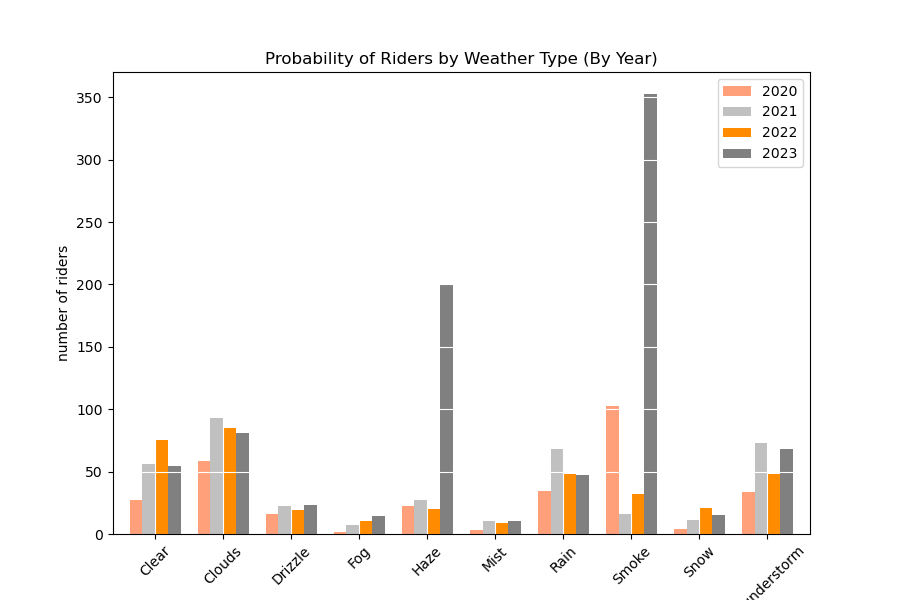 Probability of Riders by Weather Type (By Year)
2020
2021
2022
2023
number of riders
350
300
250
200
150
100
50
0
Clear
Clouds
Drizzle
Fog
Haze
Mist
Rain
Smoke
Snow
understorm